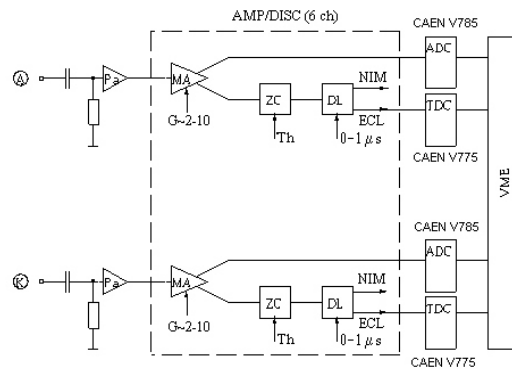 AMP/DISC (6 ch)
CAEN V785
A
Pa
MA
ADC
NIM
ZC
DL
ECL
TDC
G~2-10
Th
0-1 μs
CAEN V775
VME
CAEN V785
K
Pa
MA
ADC
NIM
ZC
DL
ECL
TDC
G~2-10
Th
0-1 μs
CAEN V775